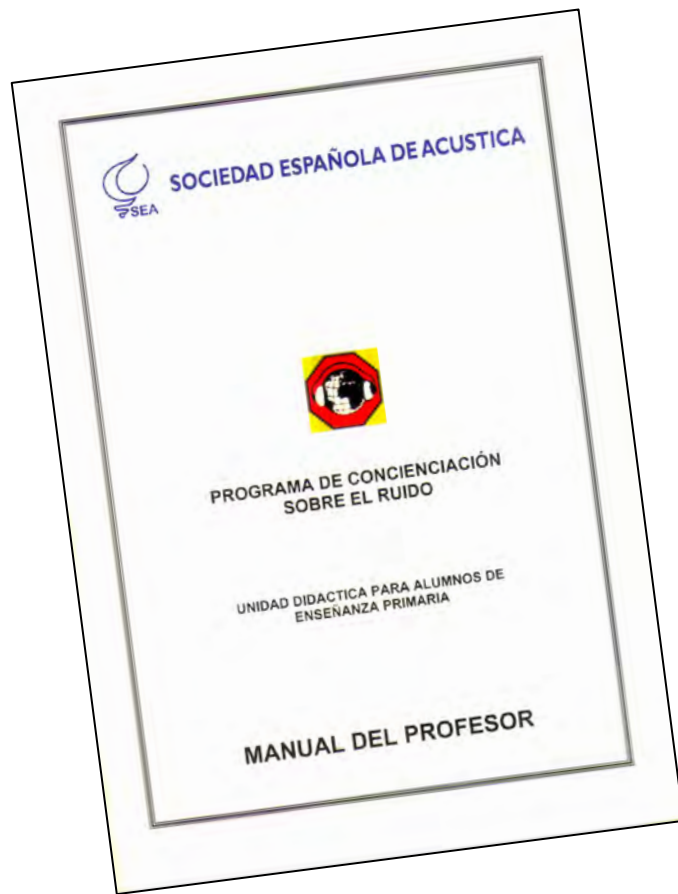 SOCIEDAD ESPAÑOLA DE ACUSTICA
SEA
PROGRAMA DE CONCIENCIACIÓN
SOBRE EL RUIDO
UNIDAD DIDACTICA PARA ALUMNOS DE
ENSEÑANZA PRIMARIA
MANUAL DEL PROFESOR